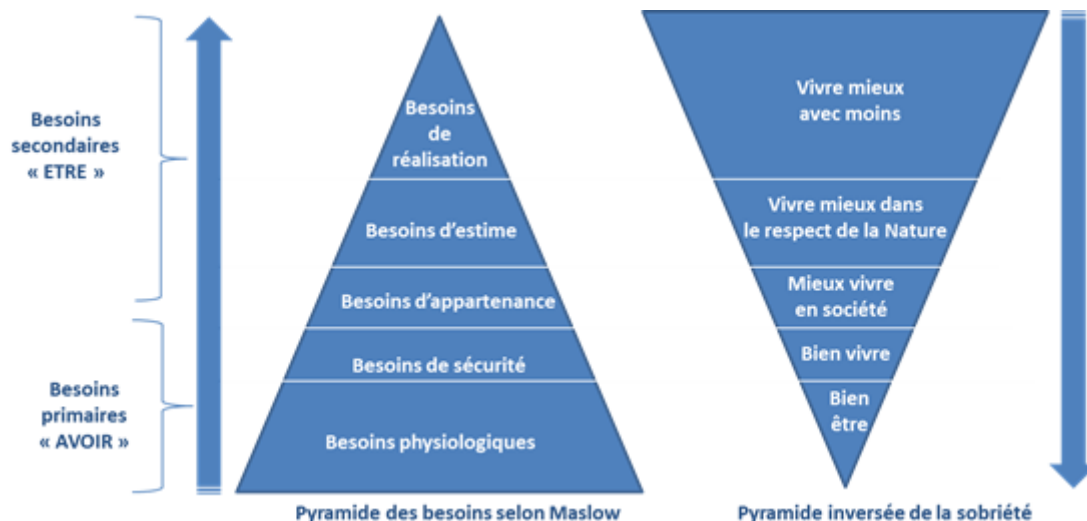 Besoins
secondaires
« ETRE »
Besoins
primaires
« AVOIR »
Besoins
de
réalisation
Besoins d'estime
Besoins d'appartenance
Besoins de sécurité
Besoins physiologiques
Pyramide des besoins selon Maslow
Vivre mieux
avec moins
Vivre mieux dans
le respect de la Nature
Mieux vivre
en société
Bien vivre
Bien
être
Pyramide inversée de la sobriété